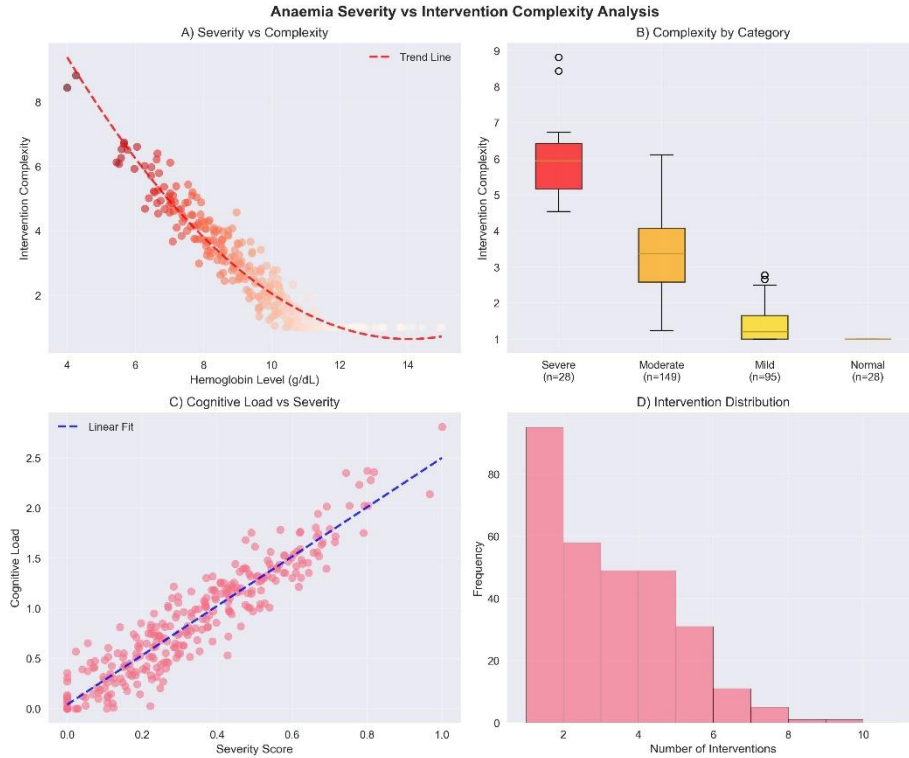 Anaemia Severity vs Intervention Complexity Analysis
A) Severity vs Complexity
Trend Line
8
6
4
2
Intervention Complexity
4 6 8 10 12 14
Hemoglobin Level (g/dL)
B) Complexity by Category
9
8
7
6
5
4
3
2
1
Intervention Complexity
Severe Moderate Mild Normal
(n=28) (n=149) (n=95) (n=28)
C) Cognitive Load vs Severity
Linear Fit
2.5
2.0
1.5
1.0
0.5
0.0
Cognitive Load
0.0 0.2 0.4 0.6 0.8 1.0
Severity Score
D) Intervention Distribution
80
60
40
20
0
Frequency
2 4 6 8 10
Number of Interventions